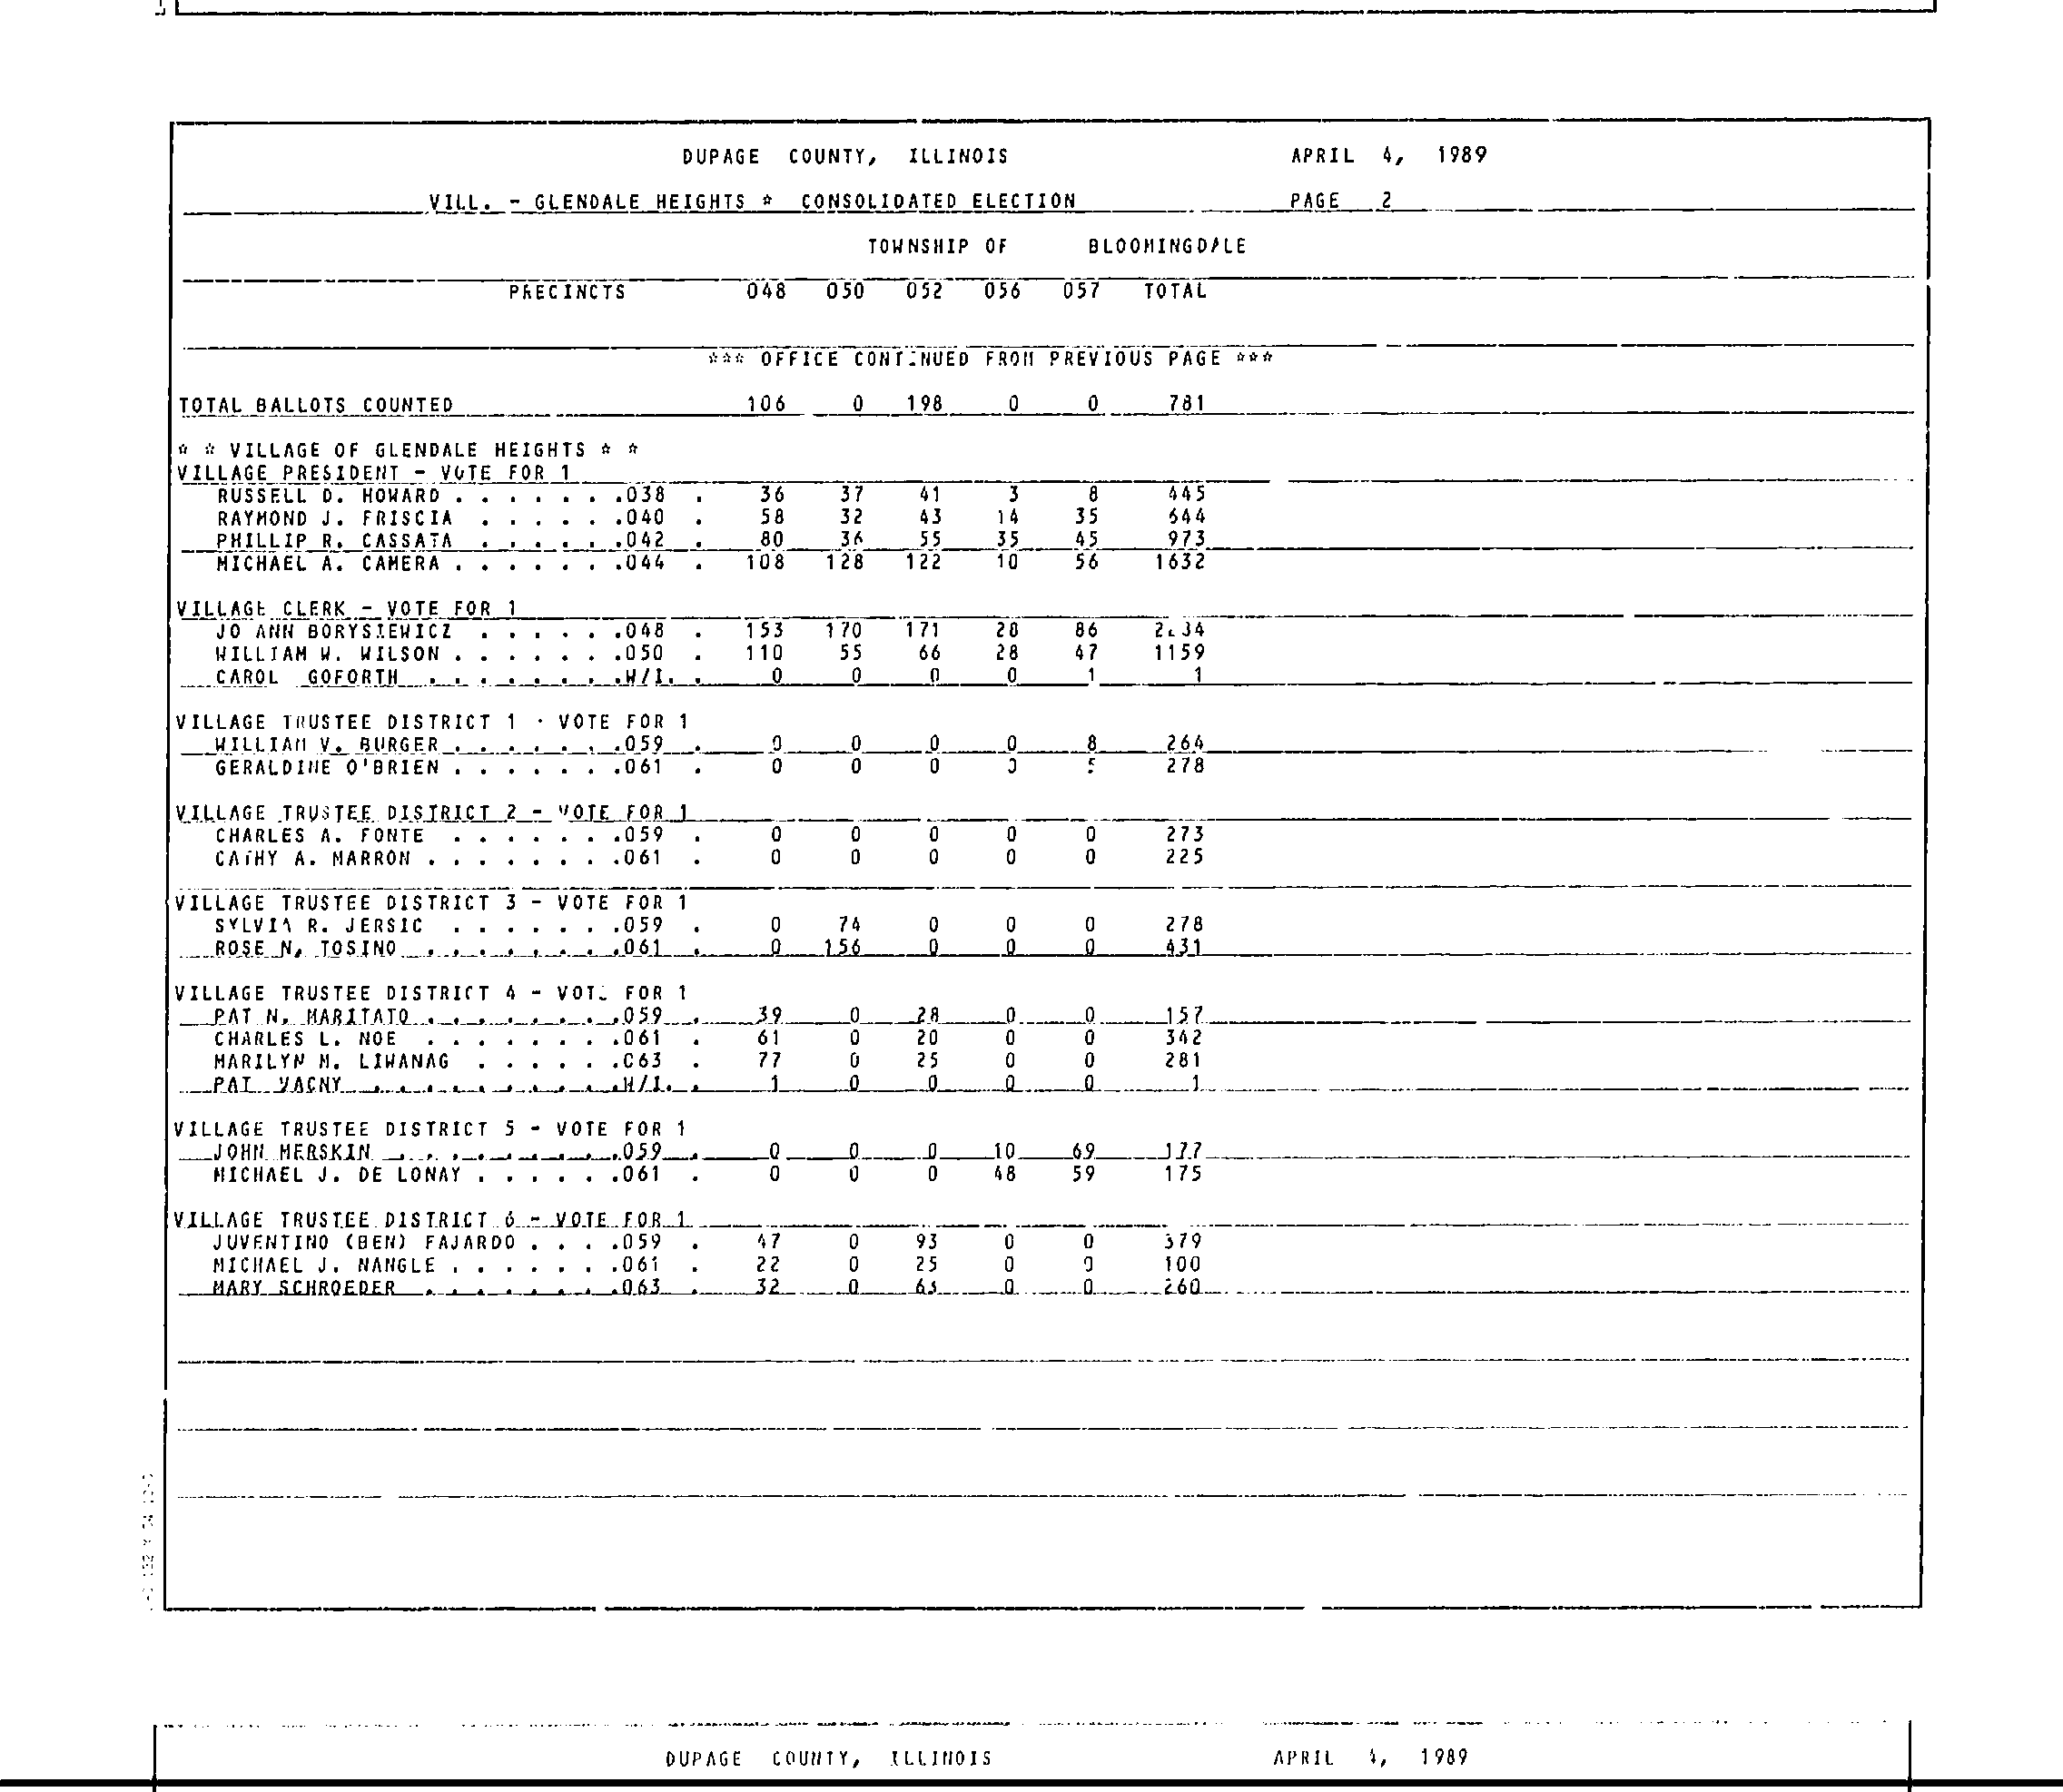 DUPAGE COUNTY, ILLINOIS APRIL 4, 1989
VILL. - GLENDALE HEIGHTS * CONSOLIDATED ELECTION PAGE 2
TOWNSHIP OF BLOOMINGDALE
PRECINCTS 048 050 052 056 057 TOTAL
*** OFFICE CONTINUED FROM PREVIOUS PAGE ***
TOTAL BALLOTS COUNTED 106 0 198 0 0 781
* * VILLAGE OF GLENDALE HEIGHTS * *
VILLAGE PRESIDENT - VOTE FOR 1
RUSSELL D. HOWARD . . . . . . .038 . 36 37 41 3 8 445
RAYMOND J. FRISCIA . . . . . .040 . 58 32 43 14 35 644
PHILLIP R. CASSATA . . . . . .042 . 80 36 55 35 45 973
MICHAEL A. CAMERA . . . . . . .044 . 108 128 122 10 56 1632
VILLAGE CLERK - VOTE FOR 1
JO ANN BORYSIEWICZ . . . . . .048 . 153 170 171 28 86
WILLIAM W. WILSON . . . . . . .050 . 110 55 66 28 47 1159
CAROL GOFORTH . . . . . . . .W/I. . 0 0 0 0 1 1
VILLAGE TRUSTEE DISTRICT 1 - VOTE FOR 1
WILLIAM V. BURGER . . . . . . .059 . 0 0 0 0 8 264
GERALDINE O'BRIEN . . . . . . .061 . 0 0 0 0 278
VILLAGE TRUSTEE DISTRICT 2 - VOTE FOR 1
CHARLES A. FONTE . . . . . . .059 . 0 0 0 0 0 273
CATHY A. MARRON . . . . . . . .061 . 0 0 0 0 0 225
VILLAGE TRUSTEE DISTRICT 3 - VOTE FOR 1
SYLVIA R. JERSIC . . . . . . .059 . 0 74 0 0 0 278
ROSE N. TOSINO . . . . . . . .061 . 0 156 0 0 0 431
VILLAGE TRUSTEE DISTRICT 4 - VOTE FOR 1
PAT N. MARITATO . . . . . . . .059 . 39 0 28 0 0 157
CHARLES L. NOE . . . . . . . .061 . 61 0 20 0 0 342
MARILYN M. LIWANAG . . . . . .063 . 77 0 25 0 0 281
PAT VACNY . . . . . . . . . .W/I. . 1 0 0 0 0 1
VILLAGE TRUSTEE DISTRICT 5 - VOTE FOR 1
JOHN MERSKIN . . . . . . . . .059 . 0 0 0 10 69 177
MICHAEL J. DE LONAY . . . . . .061 . 0 0 0 48 59 175
VILLAGE TRUSTEE DISTRICT 6 - VOTE FOR 1
JUVENTINO (BEN) FAJARDO . . . .059 . 47 0 93 0 0 379
MICHAEL J. NANGLE . . . . . . .061 . 22 0 25 0 0 100
MARY SCHROEDER . . . . . . . .063 . 32 0 0 0 260
DUPAGE COUNTY, ILLINOIS APRIL 4, 1989